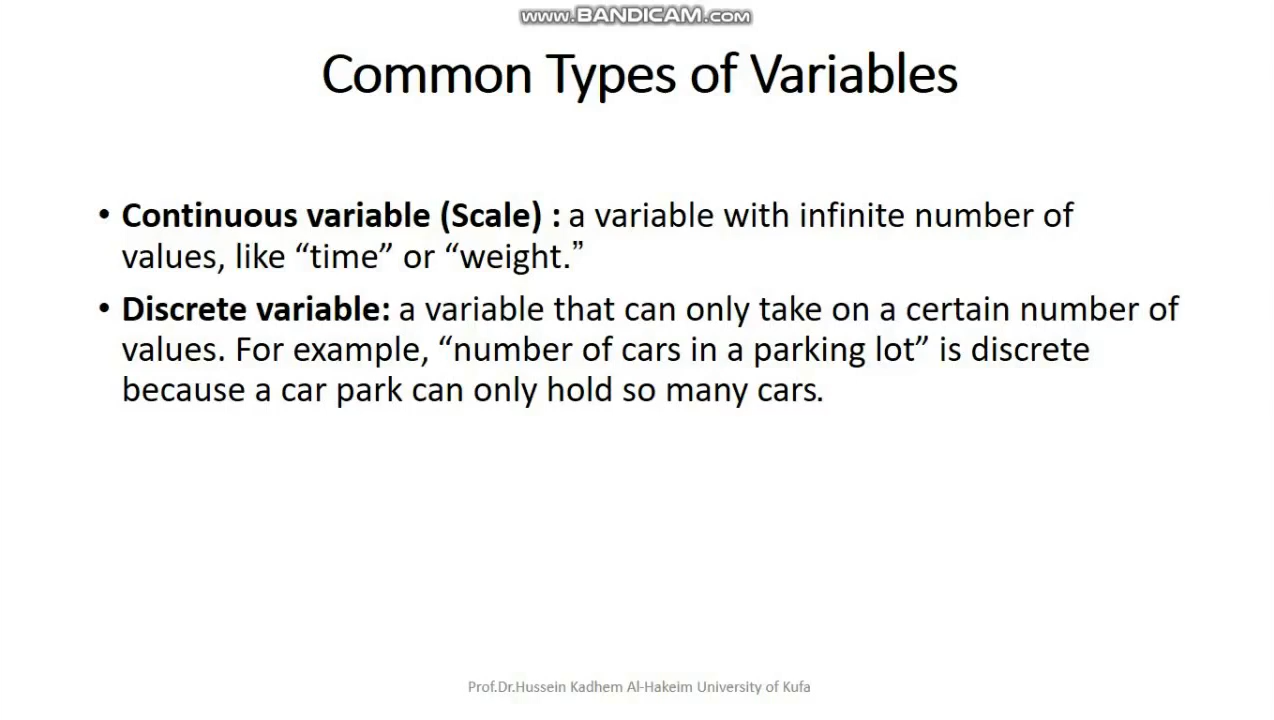 www.BANDICAM.com
Common Types of Variables
• Continuous variable (Scale) : a variable with infinite number of
values, like “time” or “weight.”
• Discrete variable: a variable that can only take on a certain number of
values. For example, “number of cars in a parking lot” is discrete
because a car park can only hold so many cars.
Prof.Dr.Hussein Kadhem Al-Hakeim University of Kufa